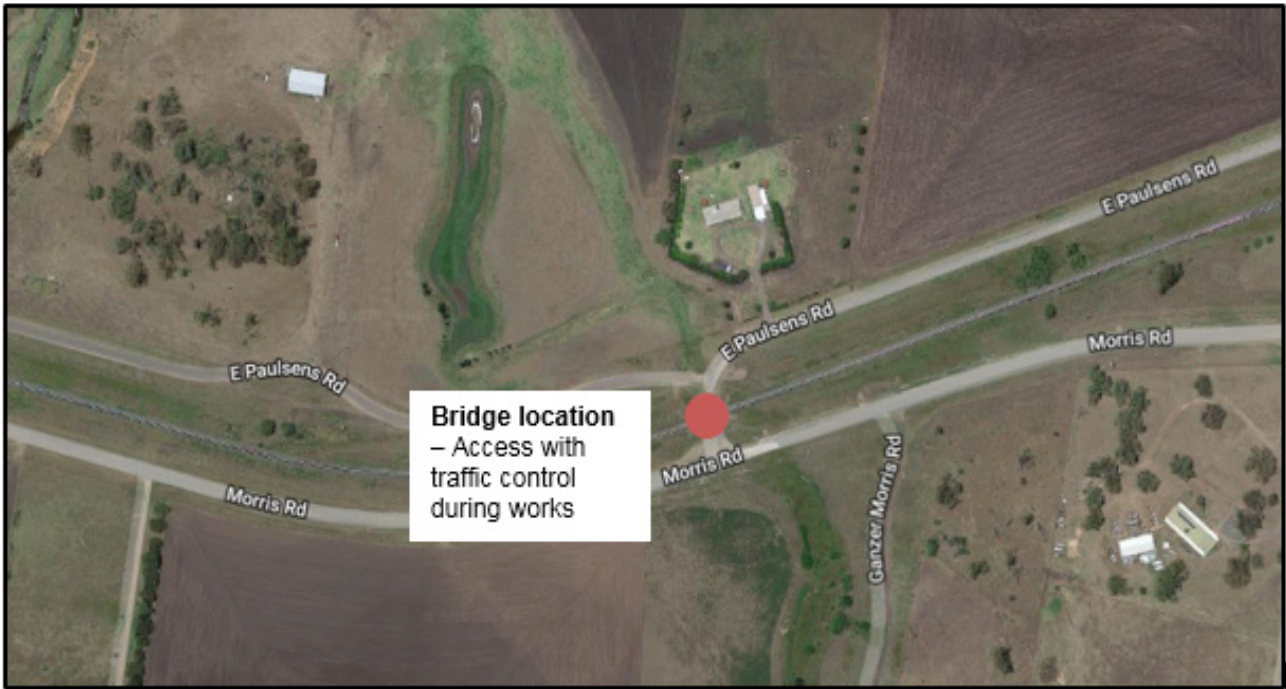 E Paulsens Rd
E Paulsens Rd
Morris Rd
E Paulsens Rd
Bridge location
– Access with
traffic control
during works
Morris Rd
Morris Rd
Ganzer Morris Rd